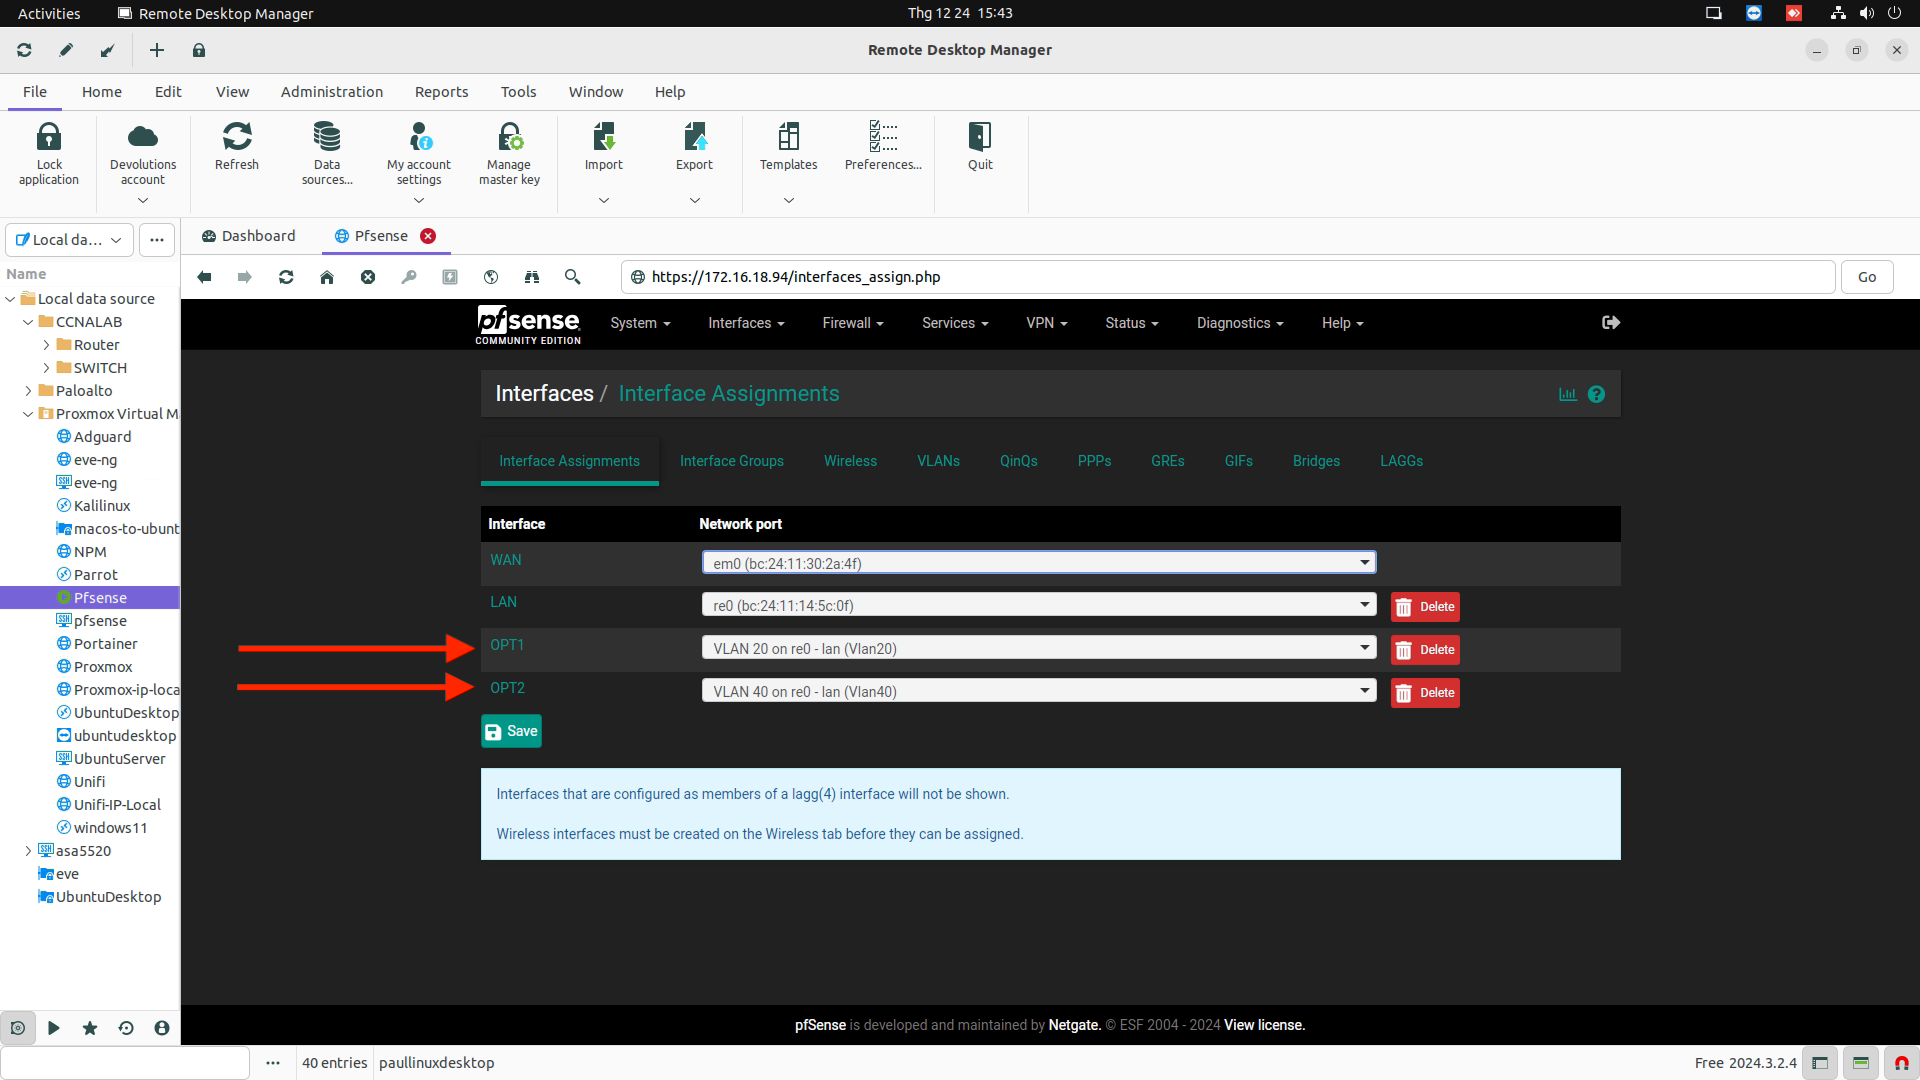 Activities
Remote Desktop Manager
Thg 12 24 15:43
Remote Desktop Manager
File
Home
Edit
View
Administration
Reports
Tools
Window
Help
Lock application
Devolutions account
Refresh
Data sources...
My account settings
Manage master key
Import
Export
Templates
Preferences...
Quit
Local da...
Dashboard
Pfsense
https://172.16.18.94/interfaces_assign.php
Go
Name
Local data source
CCNALAB
Router
SWITCH
Paloalto
Proxmox Virtual M
Adguard
eve-ng
SSH eve-ng
Kalilinux
macos-to-ubunt
NPM
Parrot
Pfsense
SSH pfsense
Portainer
Proxmox
Proxmox-ip-loca
UbuntuDesktop
ubuntudesktop
SSH UbuntuServer
Unifi
Unifi-IP-Local
windows11
SSH asa5520
eve
UbuntuDesktop
pfsense
COMMUNITY EDITION
System
Interfaces
Firewall
Services
VPN
Status
Diagnostics
Help
Interfaces / Interface Assignments
Interface Assignments
Interface Groups
Wireless
VLANs
QinQs
PPPs
GREs
GIFs
Bridges
LAGGs
Interface
Network port
WAN
em0 (bc:24:11:30:2a:4f)
LAN
re0 (bc:24:11:14:5c:0f)
Delete
OPT1
VLAN 20 on re0 - lan (Vlan20)
Delete
OPT2
VLAN 40 on re0 - lan (Vlan40)
Delete
Save
Interfaces that are configured as members of a lagg(4) interface will not be shown.
Wireless interfaces must be created on the Wireless tab before they can be assigned.
pfSense is developed and maintained by Netgate. © ESF 2004 - 2024 View license.
40 entries
paullinuxdesktop
Free 2024.3.2.4